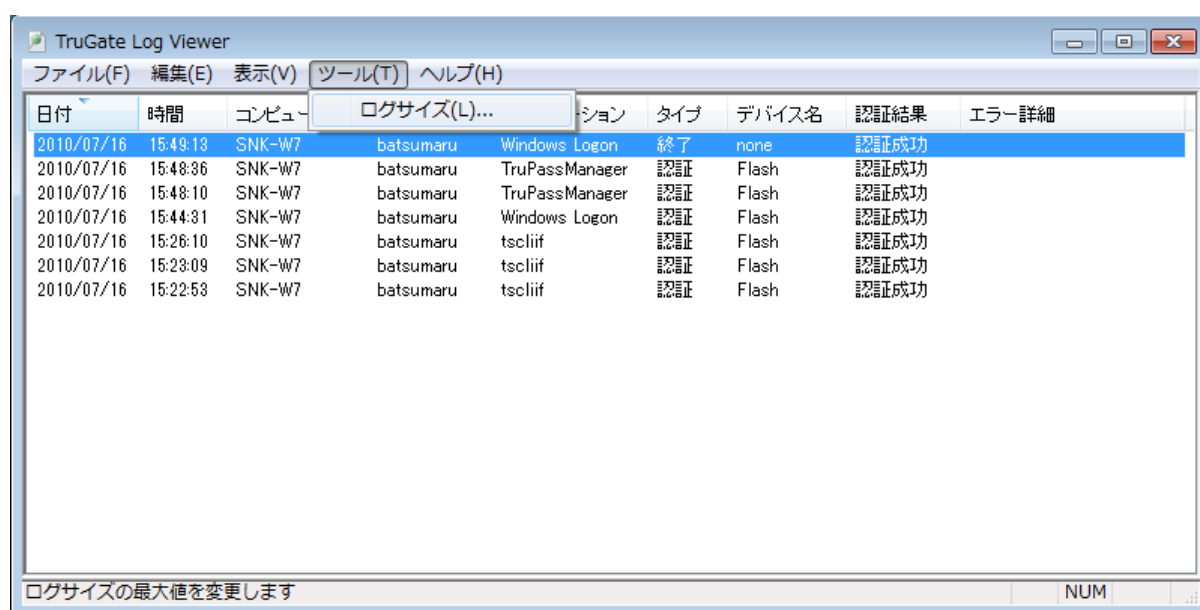 TruGate Log Viewer
ファイル(F) 編集(E) 表示(V) ツール(T) ヘルプ(H)
ログサイズ(L)...
日付 時間 コンピュー ーション タイプ デバイス名 認証結果 エラー詳細
2010/07/16 15:49:13 SNK-W7 batsumaru Windows Logon 終了 none 認証成功
2010/07/16 15:48:36 SNK-W7 batsumaru TruPassManager 認証 Flash 認証成功
2010/07/16 15:48:10 SNK-W7 batsumaru TruPassManager 認証 Flash 認証成功
2010/07/16 15:44:31 SNK-W7 batsumaru Windows Logon 認証 Flash 認証成功
2010/07/16 15:26:10 SNK-W7 batsumaru tscliif 認証 Flash 認証成功
2010/07/16 15:23:09 SNK-W7 batsumaru tscliif 認証 Flash 認証成功
2010/07/16 15:22:53 SNK-W7 batsumaru tscliif 認証 Flash 認証成功
ログサイズの最大値を変更します NUM